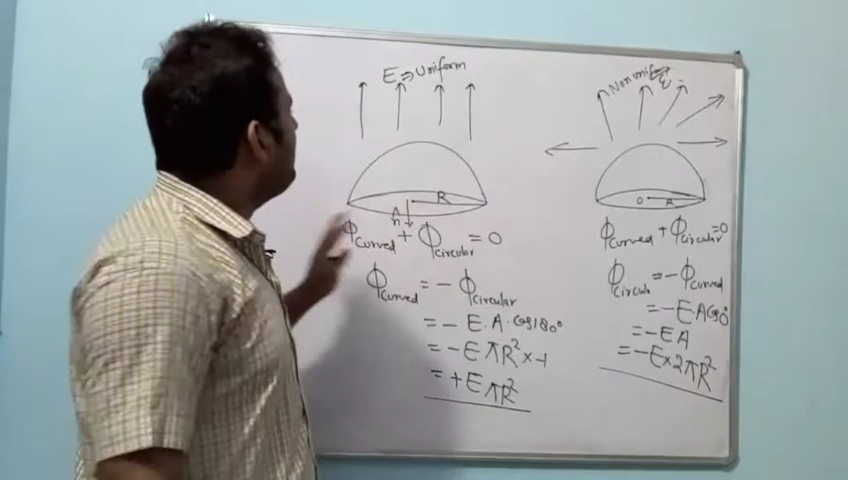 E ⇒ Uniform
R
n̂
ϕcurved + ϕcircular = 0
ϕcurved = - ϕcircular
= - E.A.cos180°
= - EπR² × -1
= + EπR²
Non uniform
E
O R
ϕcurved + ϕcircular = 0
ϕcircular = - ϕcurved
= - E.A cos0°
= - EA
= - E×2πR²